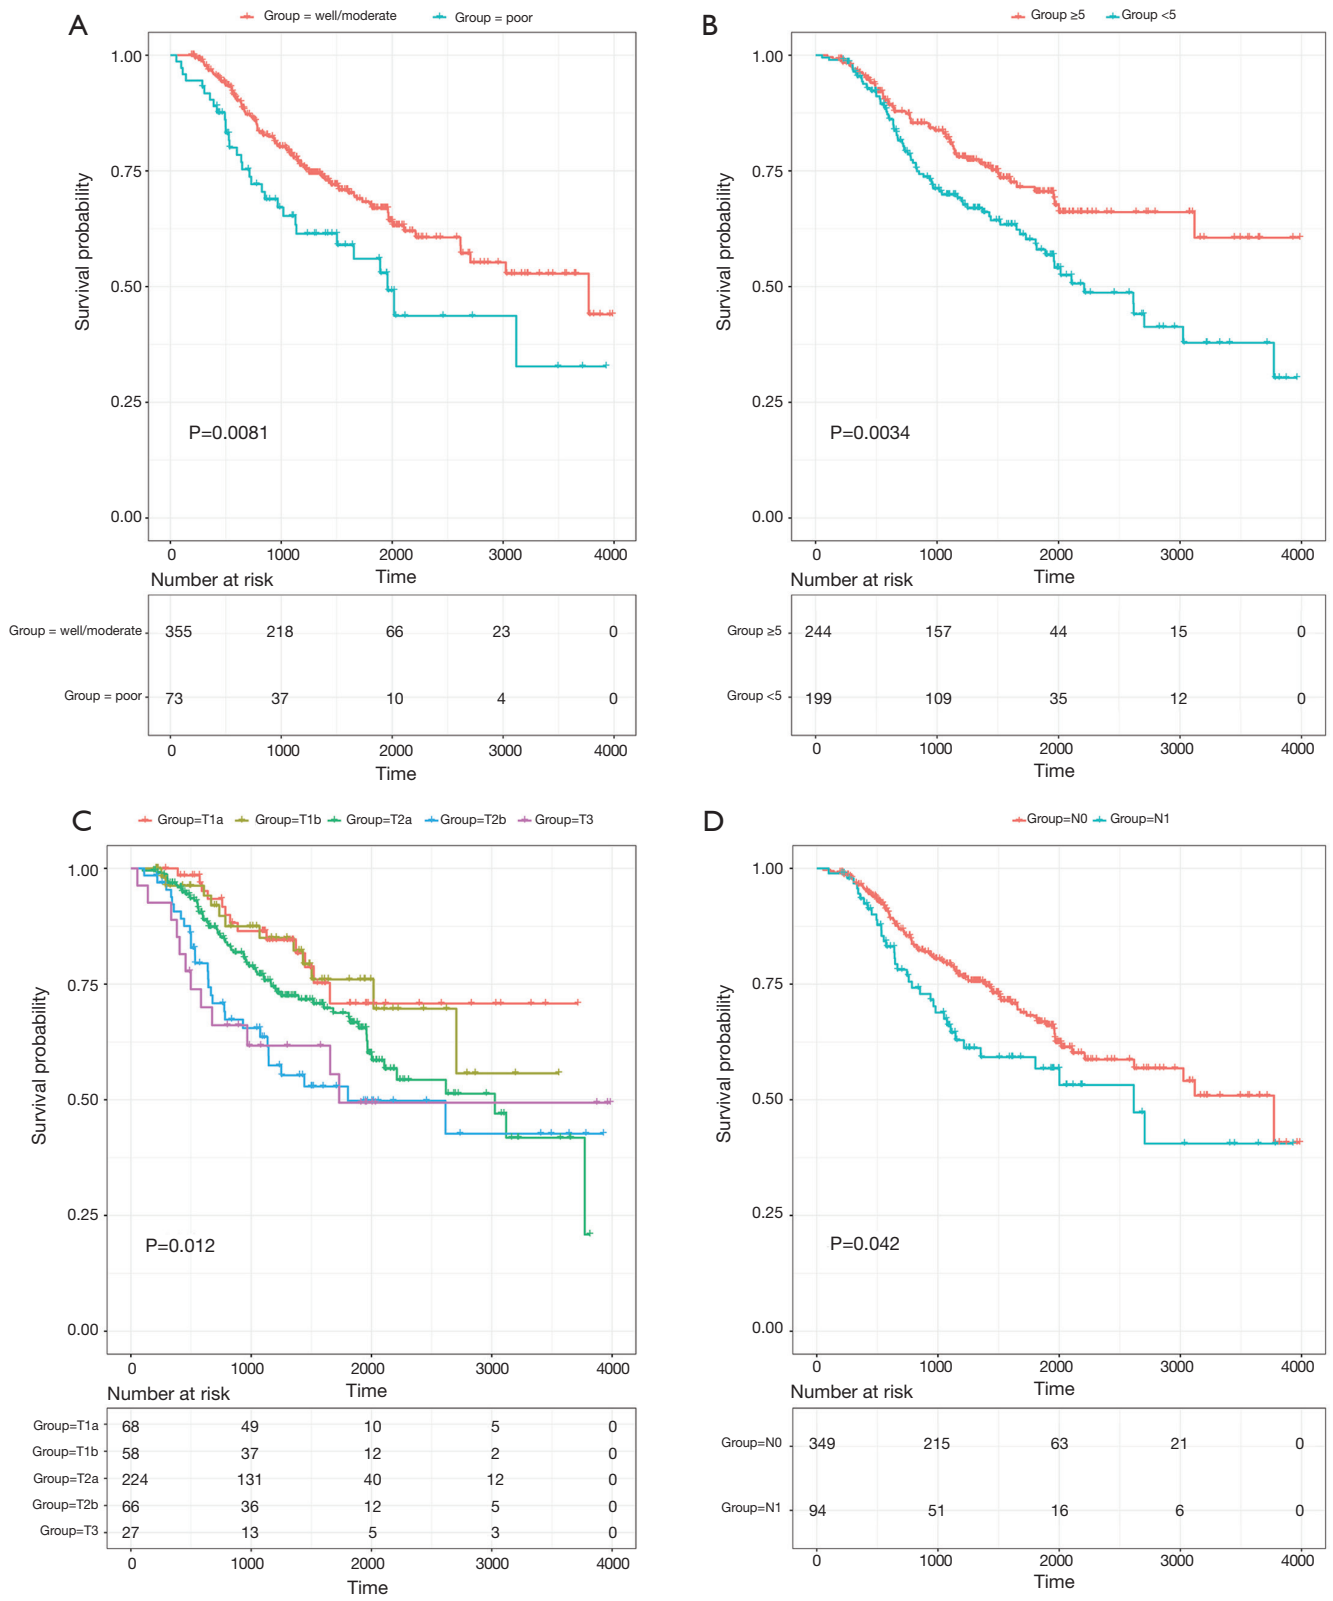 A
Group = well/moderate Group = poor
1.00
0.75
0.50
0.25
0.00
Survival probability
P=0.0081
0 1000 2000 3000 4000
Time
Number at risk
Group = well/moderate 355 218 66 23 0
Group = poor 73 37 10 4 0
0 1000 2000 3000 4000
Time
B
Group ≥5 Group <5
1.00
0.75
0.50
0.25
0.00
Survival probability
P=0.0034
0 1000 2000 3000 4000
Time
Number at risk
Group ≥5 244 157 44 15 0
Group <5 199 109 35 12 0
0 1000 2000 3000 4000
Time
C
Group=T1a Group=T1b Group=T2a Group=T2b Group=T3
1.00
0.75
0.50
0.25
0.00
Survival probability
P=0.012
0 1000 2000 3000 4000
Time
Number at risk
Group=T1a 68 49 10 5 0
Group=T1b 58 37 12 2 0
Group=T2a 224 131 40 12 0
Group=T2b 66 36 12 5 0
Group=T3 27 13 5 3 0
0 1000 2000 3000 4000
Time
D
Group=N0 Group=N1
1.00
0.75
0.50
0.25
0.00
Survival probability
P=0.042
0 1000 2000 3000 4000
Time
Number at risk
Group=N0 349 215 63 21 0
Group=N1 94 51 16 6 0
0 1000 2000 3000 4000
Time